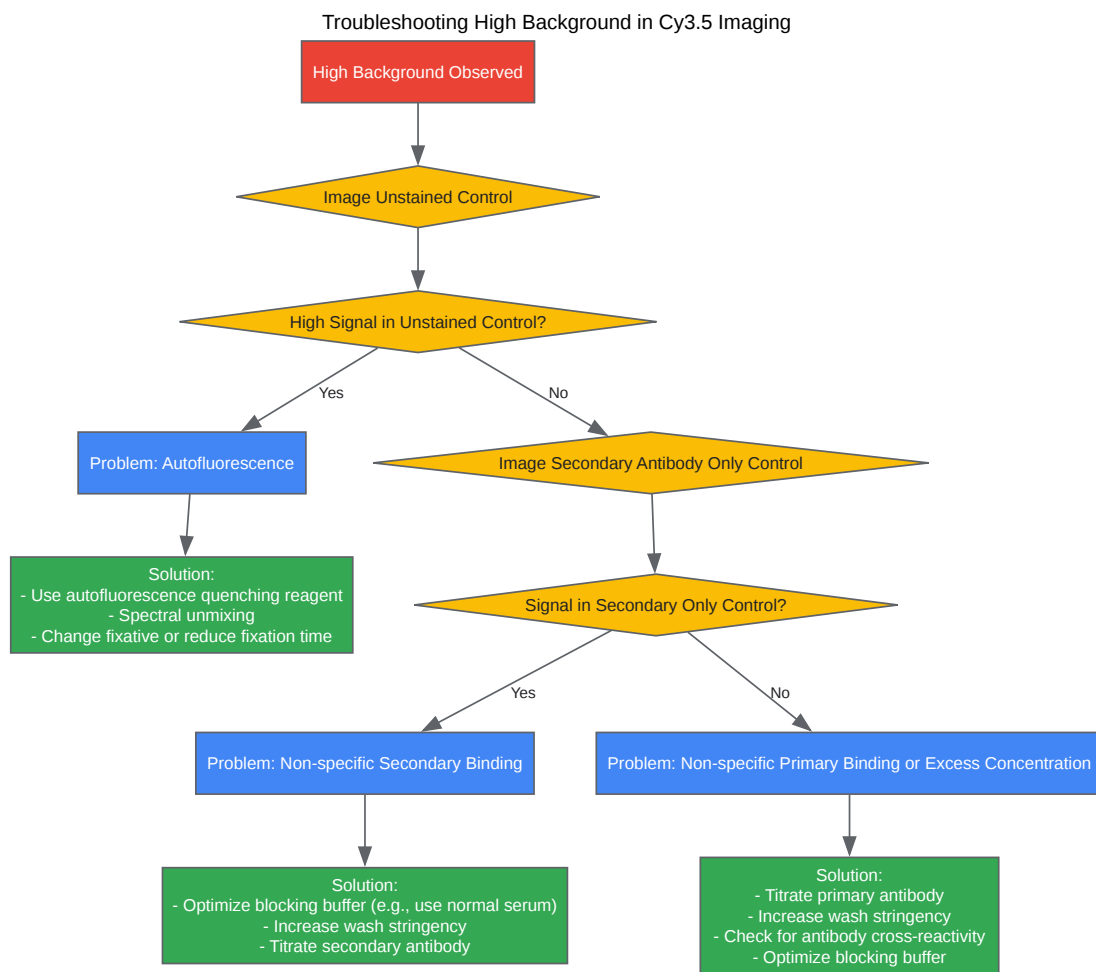 Troubleshooting High Background in Cy3.5 Imaging
High Background Observed
Image Unstained Control
High Signal in Unstained Control?
Yes
No
Problem: Autofluorescence
Image Secondary Antibody Only Control
Solution:
- Use autofluorescence quenching reagent
- Spectral unmixing
- Change fixative or reduce fixation time
Signal in Secondary Only Control?
Yes
No
Problem: Non-specific Secondary Binding
Problem: Non-specific Primary Binding or Excess Concentration
Solution:
- Optimize blocking buffer (e.g., use normal serum)
- Increase wash stringency
- Titrate secondary antibody
Solution:
- Titrate primary antibody
- Increase wash stringency
- Check for antibody cross-reactivity
- Optimize blocking buffer